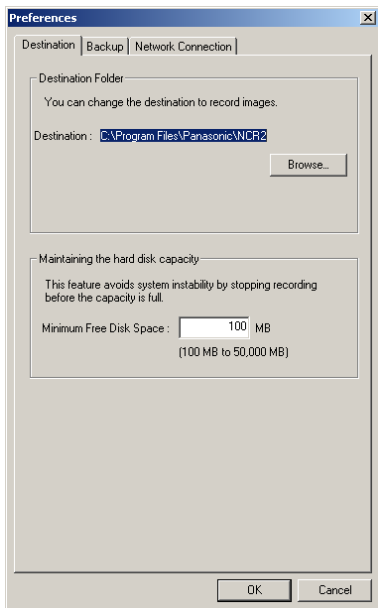 Preferences
Destination Backup Network Connection
Destination Folder
You can change the destination to record images.
Destination : C:\Program Files\Panasonic\NCR2
Browse...
Maintaining the hard disk capacity
This feature avoids system instability by stopping recording
before the capacity is full.
Minimum Free Disk Space : 100 MB
(100 MB to 50,000 MB)
OK Cancel